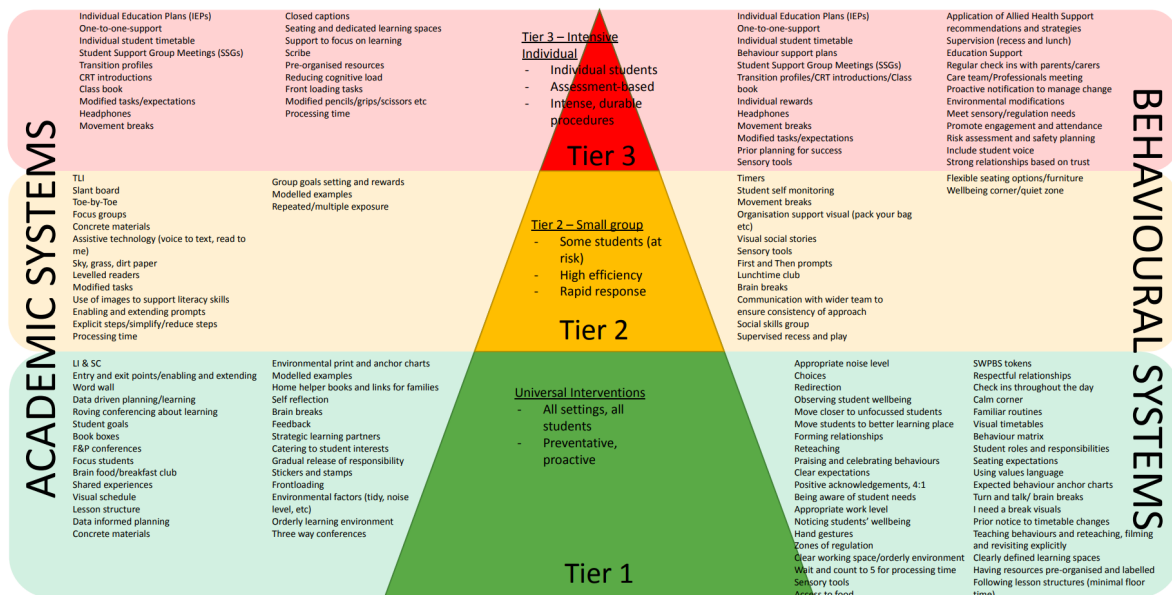 ACADEMIC SYSTEMS
Individual Education Plans (IEPs)
One-to-one-support
Individual student timetable
Student Support Group Meetings (SSGs)
Transition profiles
CRT introductions
Class book
Modified tasks/expectations
Headphones
Movement breaks
Closed captions
Seating and dedicated learning spaces
Support to focus on learning
Scribe
Pre-organised resources
Reducing cognitive load
Front loading tasks
Modified pencils/grips/scissors etc
Processing time
Tier 3 – Intensive
Individual
- Individual students
- Assessment-based
- Intense, durable
procedures
Tier 3
Individual Education Plans (IEPs)
One-to-one-support
Individual student timetable
Behaviour support plans
Student Support Group Meetings (SSGs)
Transition profiles/CRT introductions/Class
book
Individual rewards
Headphones
Movement breaks
Modified tasks/expectations
Prior planning for success
Sensory tools
Application of Allied Health Support
recommendations and strategies
Supervision (recess and lunch)
Education Support
Regular check ins with parents/carers
Care team/Professionals meeting
Proactive notification to manage change
Environmental modifications
Meet sensory/regulation needs
Promote engagement and attendance
Risk assessment and safety planning
Include student voice
Strong relationships based on trust
BEHAVIOURAL SYSTEMS
TLI
Slant board
Toe-by-Toe
Focus groups
Concrete materials
Assistive technology (voice to text, read to
me)
Sky, grass, dirt paper
Levelled readers
Modified tasks
Use of images to support literacy skills
Enabling and extending prompts
Explicit steps/simplify/reduce steps
Processing time
Group goals setting and rewards
Modelled examples
Repeated/multiple exposure
Tier 2 – Small group
- Some students (at
risk)
- High efficiency
- Rapid response
Tier 2
Timers
Student self monitoring
Movement breaks
Organisation support visual (pack your bag
etc)
Visual social stories
Sensory tools
First and Then prompts
Lunchtime club
Brain breaks
Communication with wider team to
ensure consistency of approach
Social skills group
Supervised recess and play
Flexible seating options/furniture
Wellbeing corner/quiet zone
LI & SC
Entry and exit points/enabling and extending
Word wall
Data driven planning/learning
Roving conferencing about learning
Student goals
Book boxes
F&P conferences
Focus students
Brain food/breakfast club
Shared experiences
Visual schedule
Lesson structure
Data informed planning
Concrete materials
Environmental print and anchor charts
Modelled examples
Home helper books and links for families
Self reflection
Brain breaks
Feedback
Strategic learning partners
Catering to student interests
Gradual release of responsibility
Stickers and stamps
Frontloading
Environmental factors (tidy, noise
level, etc)
Orderly learning environment
Three way conferences
Universal Interventions
- All settings, all
students
- Preventative,
proactive
Tier 1
Appropriate noise level
Choices
Redirection
Observing student wellbeing
Move closer to unfocussed students
Move students to better learning place
Forming relationships
Reteaching
Praising and celebrating behaviours
Clear expectations
Positive acknowledgements, 4:1
Being aware of student needs
Appropriate work level
Noticing students' wellbeing
Hand gestures
Zones of regulation
Clear working space/orderly environment
Wait and count to 5 for processing time
Sensory tools
Access to food
SWPBS tokens
Respectful relationships
Check ins throughout the day
Calm corner
Familiar routines
Visual timetables
Behaviour matrix
Student roles and responsibilities
Seating expectations
Using values language
Expected behaviour anchor charts
Turn and talk/ brain breaks
I need a break visuals
Prior notice to timetable changes
Teaching behaviours and reteaching, filming
and revisiting explicitly
Clearly defined learning spaces
Having resources pre-organised and labelled
Following lesson structures (minimal floor
time)